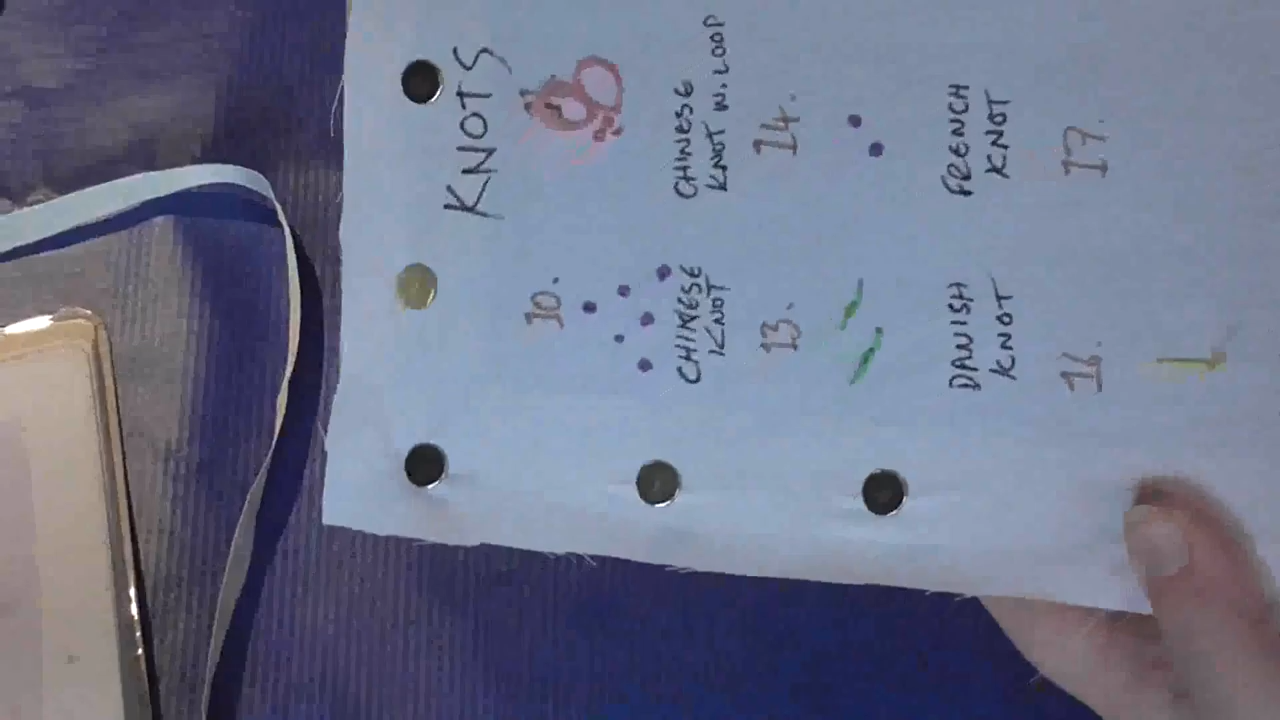 KNOTS
10.
CHINESE
KNOT
CHINESE
KNOT W. LOOP
13.
14.
DANISH
KNOT
FRENCH
KNOT
16.
17.